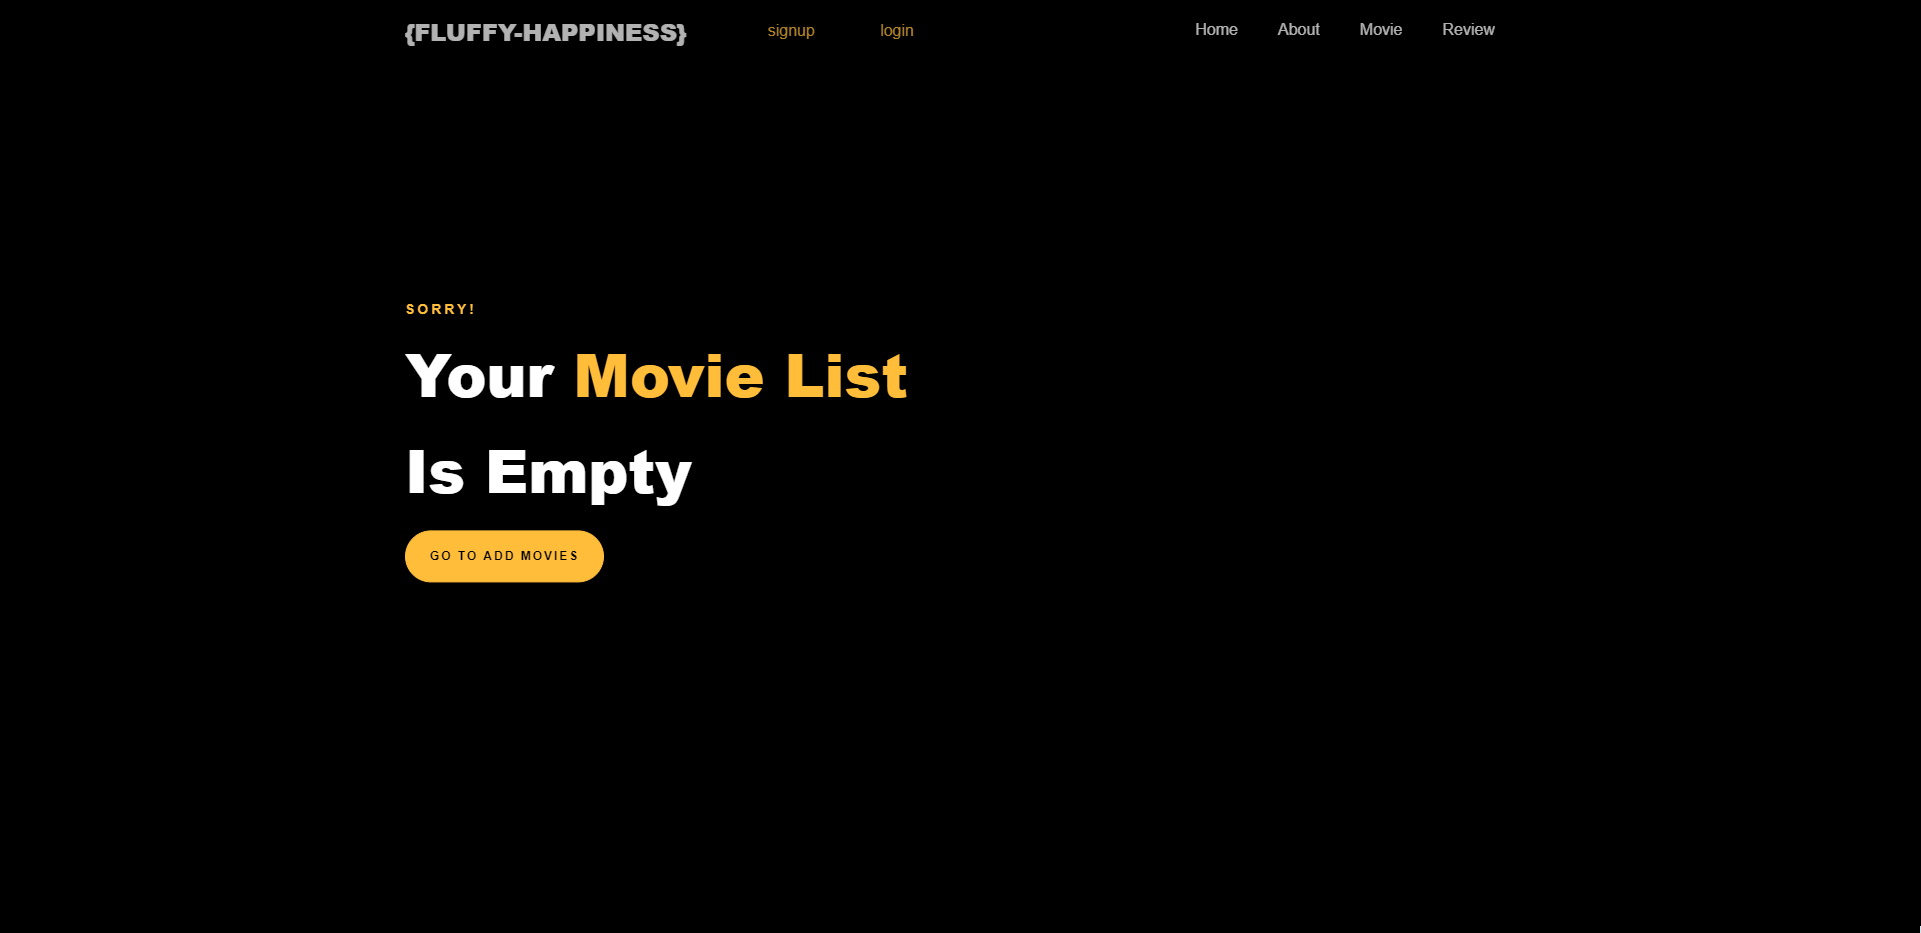 {FLUFFY-HAPPINESS} signup login Home About Movie Review
SORRY!
Your Movie List
Is Empty
GO TO ADD MOVIES